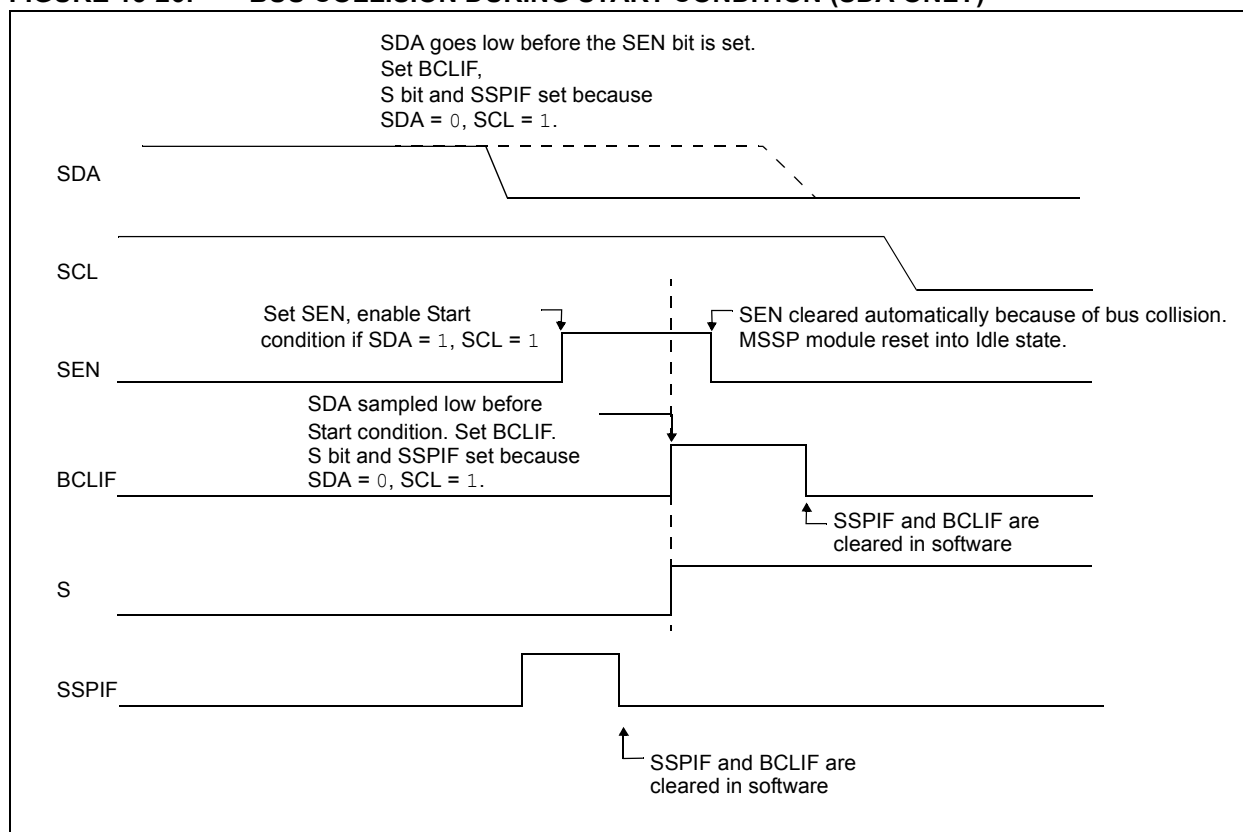 SDA goes low before the SEN bit is set.
Set BCLIF,
S bit and SSPIF set because
SDA = 0, SCL = 1.
SDA
SCL
Set SEN, enable Start
condition if SDA = 1, SCL = 1
SEN cleared automatically because of bus collision.
MSSP module reset into Idle state.
SEN
SDA sampled low before
Start condition. Set BCLIF.
S bit and SSPIF set because
SDA = 0, SCL = 1.
BCLIF
SSPIF and BCLIF are
cleared in software
S
SSPIF
SSPIF and BCLIF are
cleared in software